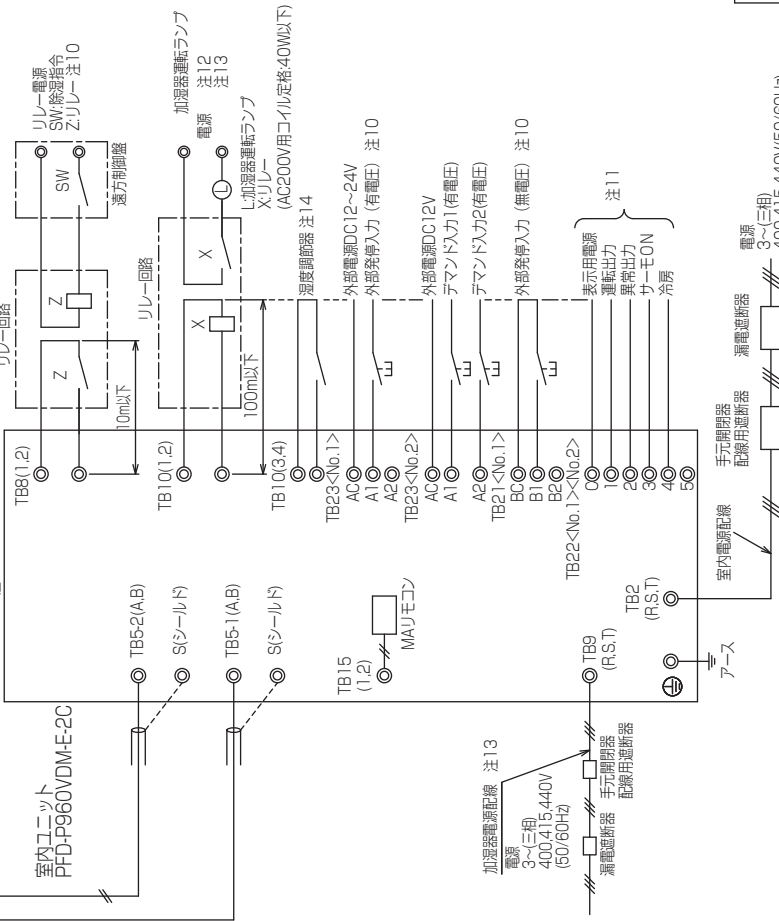 リレー電源
SW:除湿指令
Z:リレー 注10
SW
遠方制御盤
リレー回路
Z
Z
10m以下
加湿器運転ランプ
電源
注12
注13
L
L:加湿器運転ランプ
X:リレー
(AC200V用コイル定格:40W以下)
リレー回路
X
X
100m以下
湿度調節器 注14
外部電源DC12~24V
外部発停入力 (有電圧) 注10
外部電源DC12V
デマンド入力1(有電圧)
デマンド入力2(有電圧)
外部発停入力 (無電圧) 注10
表示用電源
運転出力
異常出力
サーモON
冷房
注11
TB8(1,2)
TB10(1,2)
TB10(3,4)
TB23<No.1>
AC
A1
A2
TB23<No.2>
AC
A1
A2
TB21<No.1>
BC
B1
B2
TB22<No.1><No.2>
0
1
2
3
4
5
室内ユニット
PFD-P960VDM-E-2C
TB5-2(A,B)
S(シールド)
TB5-1(A,B)
S(シールド)
TB15
(1,2)
MAリモコン
TB9
(R,S,T)
TB2
(R,S,T)
アース
加湿器電源配線 注13
電源
3~(三相)
400,415,440V
(50/60Hz)
漏電遮断器
手元開閉器
配線用遮断器
室内電源配線
手元開閉器
配線用遮断器
漏電遮断器
電源
3~(三相)
400,415,440V(50/60Hz)